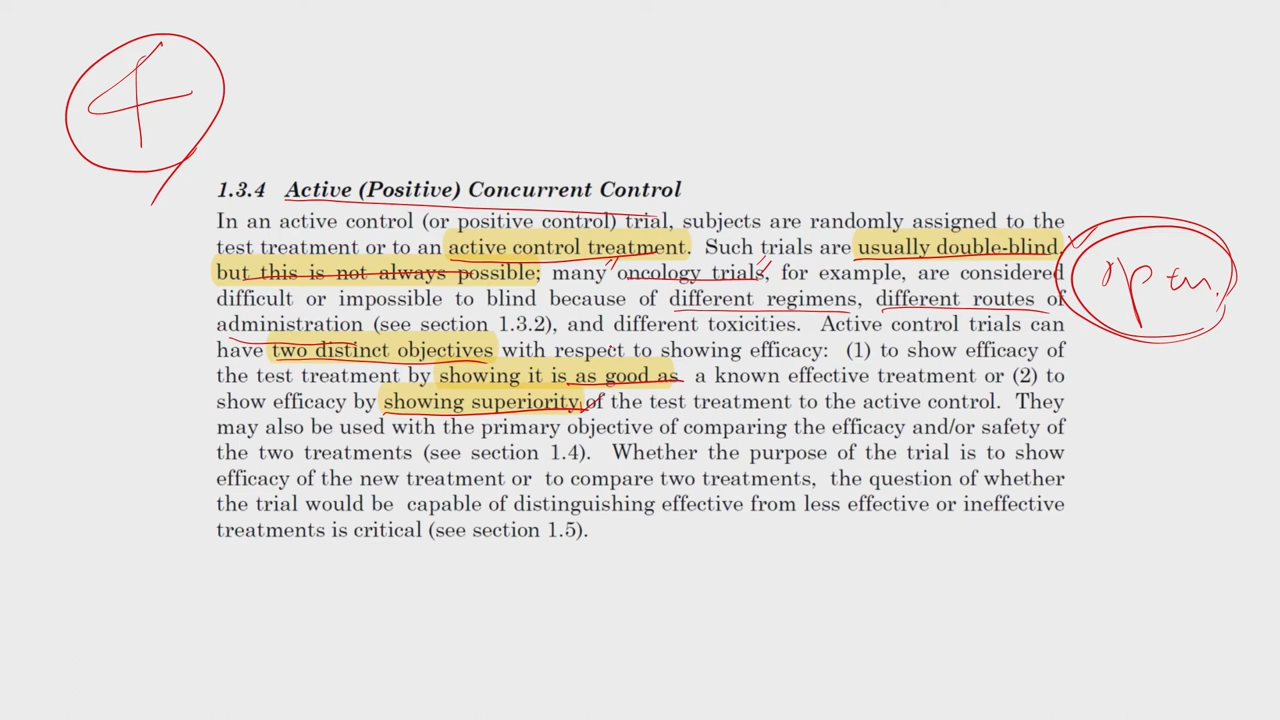 4
1.3.4 Active (Positive) Concurrent Control
In an active control (or positive control) trial, subjects are randomly assigned to the
test treatment or to an active control treatment. Such trials are usually double-blind,
but this is not always possible; many oncology trials, for example, are considered
difficult or impossible to blind because of different regimens, different routes of
administration (see section 1.3.2), and different toxicities. Active control trials can
have two distinct objectives with respect to showing efficacy: (1) to show efficacy of
the test treatment by showing it is as good as a known effective treatment or (2) to
show efficacy by showing superiority of the test treatment to the active control. They
may also be used with the primary objective of comparing the efficacy and/or safety of
the two treatments (see section 1.4). Whether the purpose of the trial is to show
efficacy of the new treatment or to compare two treatments, the question of whether
the trial would be capable of distinguishing effective from less effective or ineffective
treatments is critical (see section 1.5).